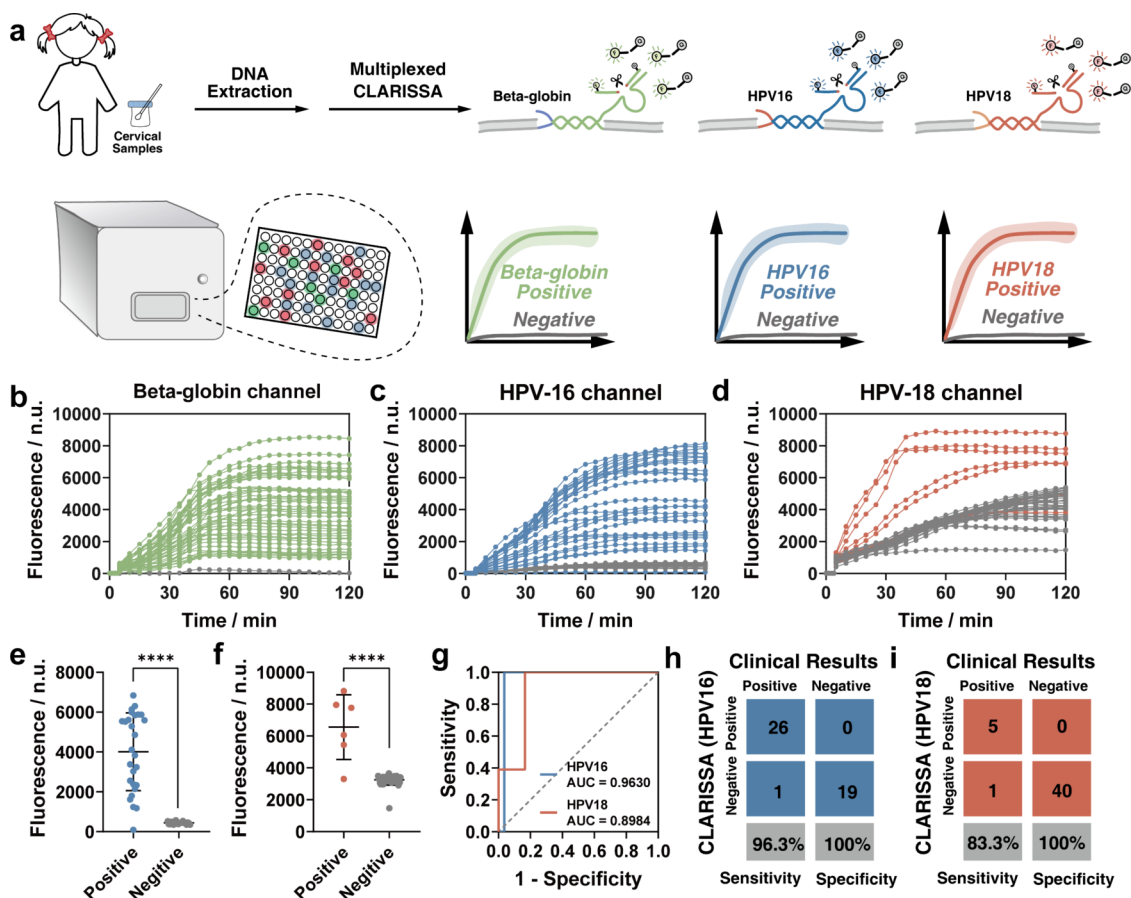 a
DNA
Extraction
Multiplexed
CLARISSA
Cervical
Samples
Beta-globin
HPV16
HPV18
Beta-globin
Positive
Negative
HPV16
Positive
Negative
HPV18
Positive
Negative
b
Beta-globin channel
Fluorescence / n.u.
10000
8000
6000
4000
2000
0
0 30 60 90 120
Time / min
c
HPV-16 channel
Fluorescence / n.u.
10000
8000
6000
4000
2000
0
0 30 60 90 120
Time / min
d
HPV-18 channel
Fluorescence / n.u.
10000
8000
6000
4000
2000
0
0 30 60 90 120
Time / min
e
Fluorescence / n.u.
8000
6000
4000
2000
0
****
Positive
Negitive
f
Fluorescence / n.u.
10000
8000
6000
4000
2000
0
****
Positive
Negitive
g
Sensitivity
1.0
0.8
0.6
0.4
0.2
0.0
0.0 0.2 0.4 0.6 0.8 1.0
1 - Specificity
HPV16
AUC = 0.9630
HPV18
AUC = 0.8984
h
Clinical Results
Positive Negative
CLARISSA (HPV16)
Positive
Negative
26 0
1 19
96.3% 100%
Sensitivity Specificity
i
Clinical Results
Positive Negative
CLARISSA (HPV18)
Positive
Negative
5 0
1 40
83.3% 100%
Sensitivity Specificity